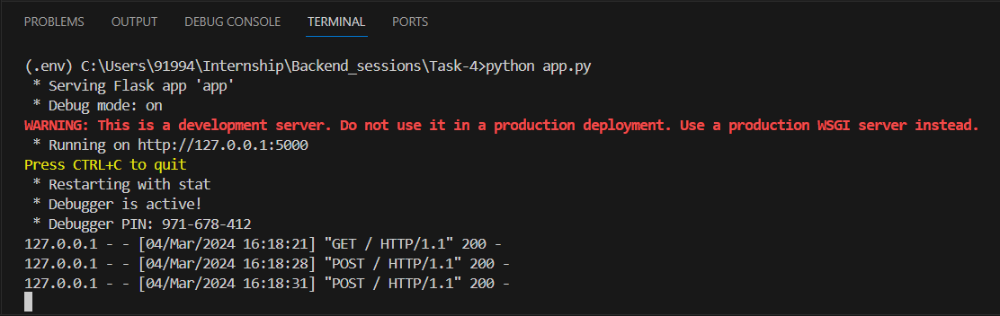 PROBLEMS OUTPUT DEBUG CONSOLE TERMINAL PORTS
(.env) C:\Users\91994\Internship\Backend_sessions\Task-4>python app.py
* Serving Flask app 'app'
* Debug mode: on
WARNING: This is a development server. Do not use it in a production deployment. Use a production WSGI server instead.
* Running on http://127.0.0.1:5000
Press CTRL+C to quit
* Restarting with stat
* Debugger is active!
* Debugger PIN: 971-678-412
127.0.0.1 - - [04/Mar/2024 16:18:21] "GET / HTTP/1.1" 200 -
127.0.0.1 - - [04/Mar/2024 16:18:28] "POST / HTTP/1.1" 200 -
127.0.0.1 - - [04/Mar/2024 16:18:31] "POST / HTTP/1.1" 200 -